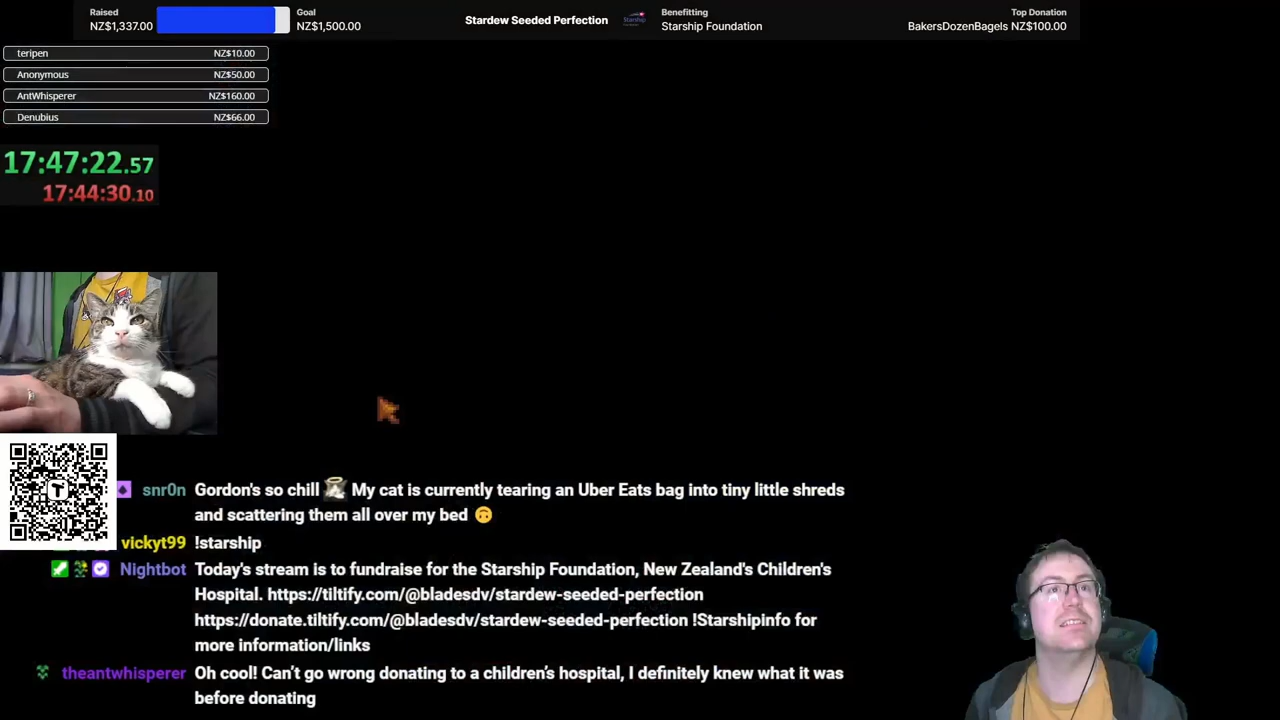 Raised
NZ$1,337.00
Goal
NZ$1,500.00
Stardew Seeded Perfection
Starship
Benefitting
Starship Foundation
Top Donation
BakersDozenBagels NZ$100.00
teripen NZ$10.00
Anonymous NZ$50.00
AntWhisperer NZ$160.00
Denubius NZ$66.00
17:47:22.57
17:44:30.10
snr0n Gordon's so chill My cat is currently tearing an Uber Eats bag into tiny little shreds
and scattering them all over my bed 🙃
vickyt99 !starship
Nightbot Today's stream is to fundraise for the Starship Foundation, New Zealand's Children's
Hospital. https://tiltify.com/@bladesdv/stardew-seeded-perfection
https://donate.tiltify.com/@bladesdv/stardew-seeded-perfection !Starshipinfo for
more information/links
theantwhisperer Oh cool! Can’t go wrong donating to a children’s hospital, I definitely knew what it was
before donating